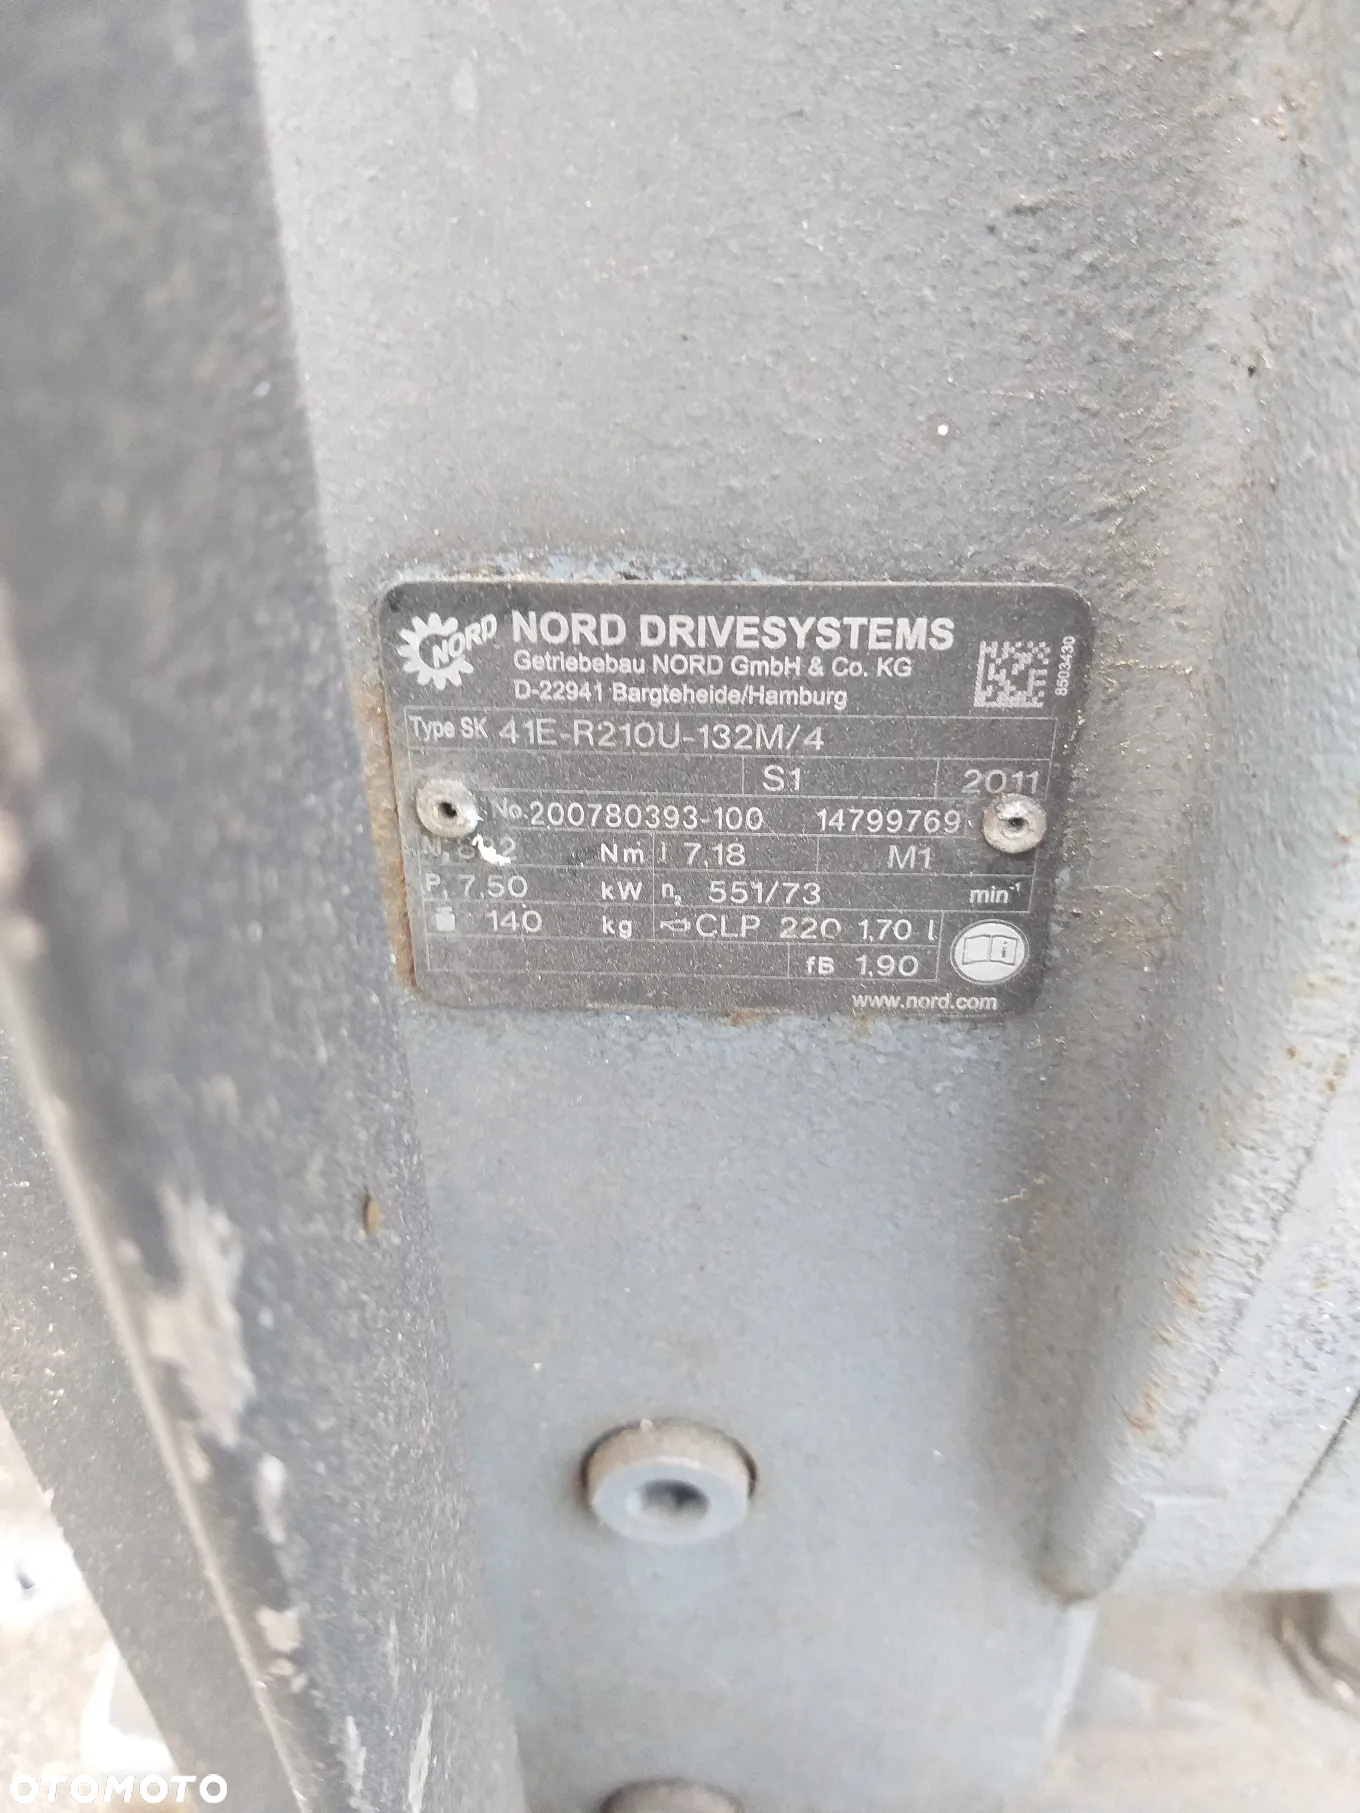 NORD
NORD DRIVESYSTEMS
Getriebebau NORD GmbH & Co. KG
D-22941 Bargteheide/Hamburg
8503430
Type SK 41E-R210U-132M/4
S1 2011
No. 200780393-100 14799769
Nm i 7,18 M1
P₁ 7,50 kW n₂ 551/73 min⁻¹
140 kg CLP 220 1,70 l
fB 1,90
www.nord.com
OTOMOTO